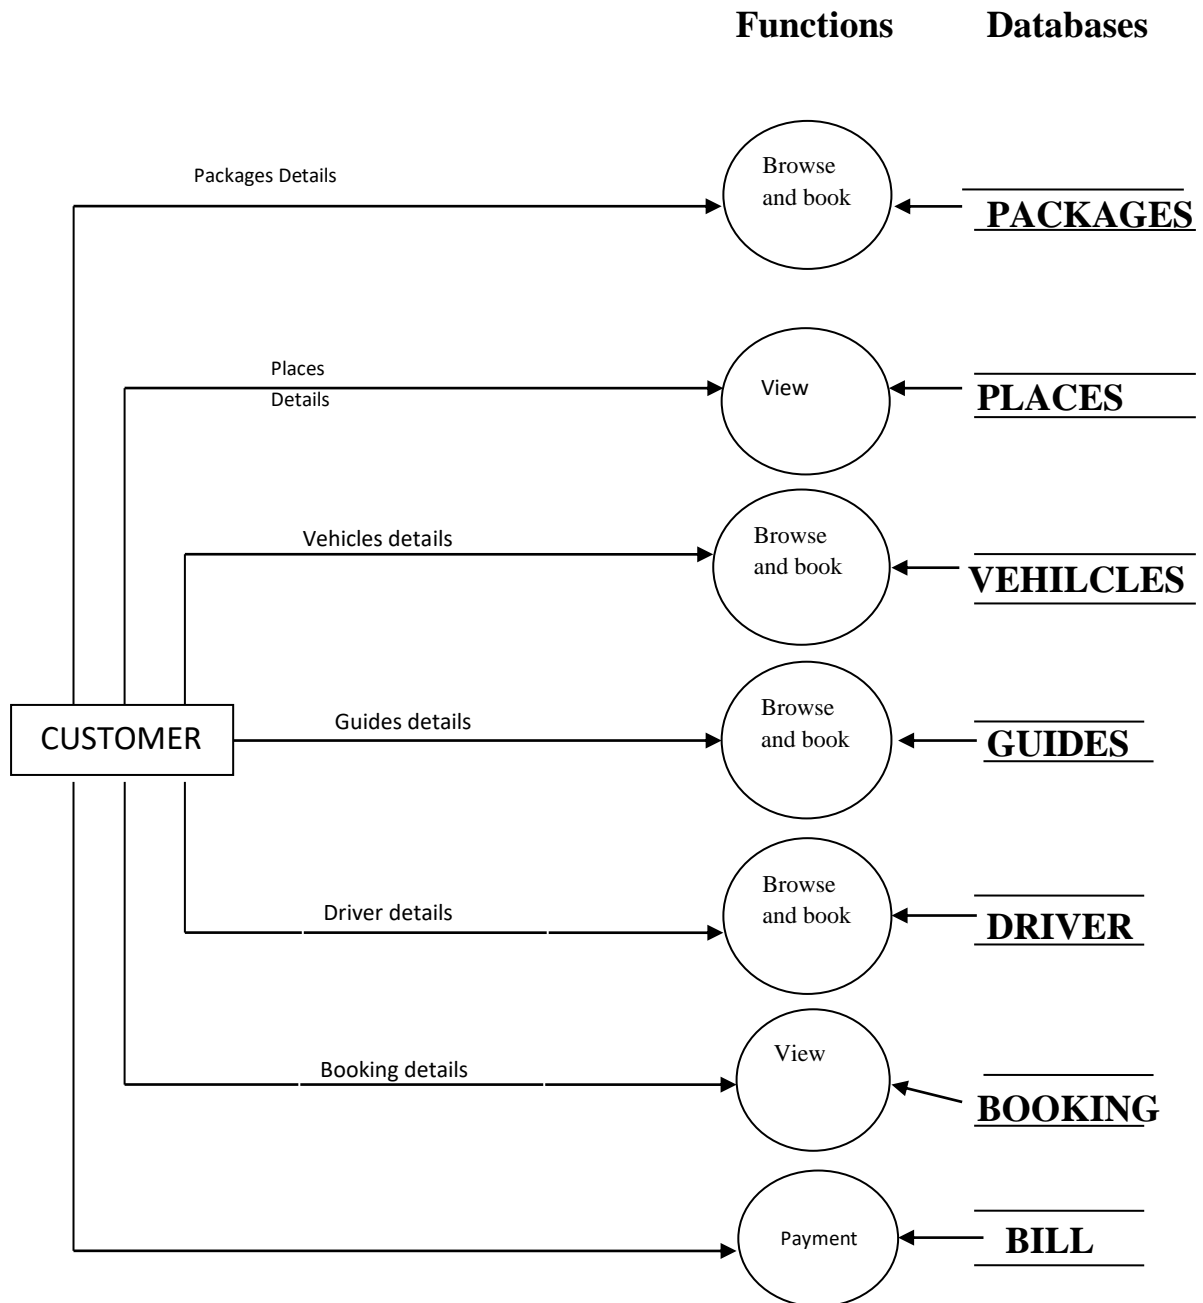 Functions Databases
Packages Details
Browse
and book
PACKAGES
Places
Details
View
PLACES
Vehicles details
Browse
and book
VEHILCLES
CUSTOMER
Guides details
Browse
and book
GUIDES
Driver details
Browse
and book
DRIVER
Booking details
View
BOOKING
Payment
BILL